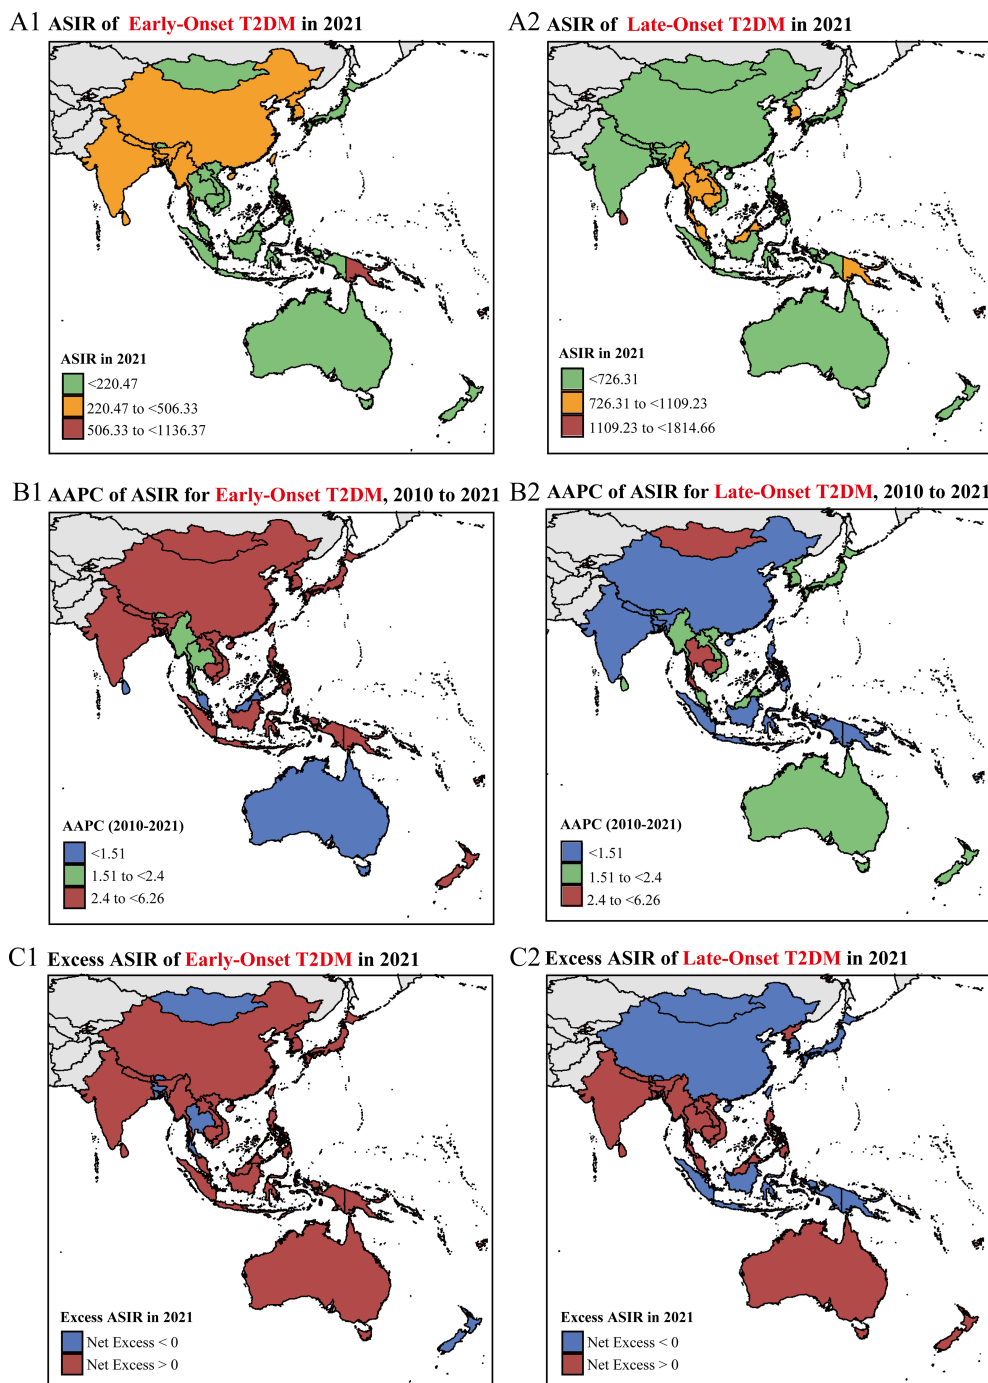 A1 ASIR of Early-Onset T2DM in 2021
ASIR in 2021
<220.47
220.47 to <506.33
506.33 to <1136.37
A2 ASIR of Late-Onset T2DM in 2021
ASIR in 2021
<726.31
726.31 to <1109.23
1109.23 to <1814.66
B1 AAPC of ASIR for Early-Onset T2DM, 2010 to 2021
AAPC (2010-2021)
<1.51
1.51 to <2.4
2.4 to <6.26
B2 AAPC of ASIR for Late-Onset T2DM, 2010 to 2021
AAPC (2010-2021)
<1.51
1.51 to <2.4
2.4 to <6.26
C1 Excess ASIR of Early-Onset T2DM in 2021
Excess ASIR in 2021
Net Excess < 0
Net Excess > 0
C2 Excess ASIR of Late-Onset T2DM in 2021
Excess ASIR in 2021
Net Excess < 0
Net Excess > 0